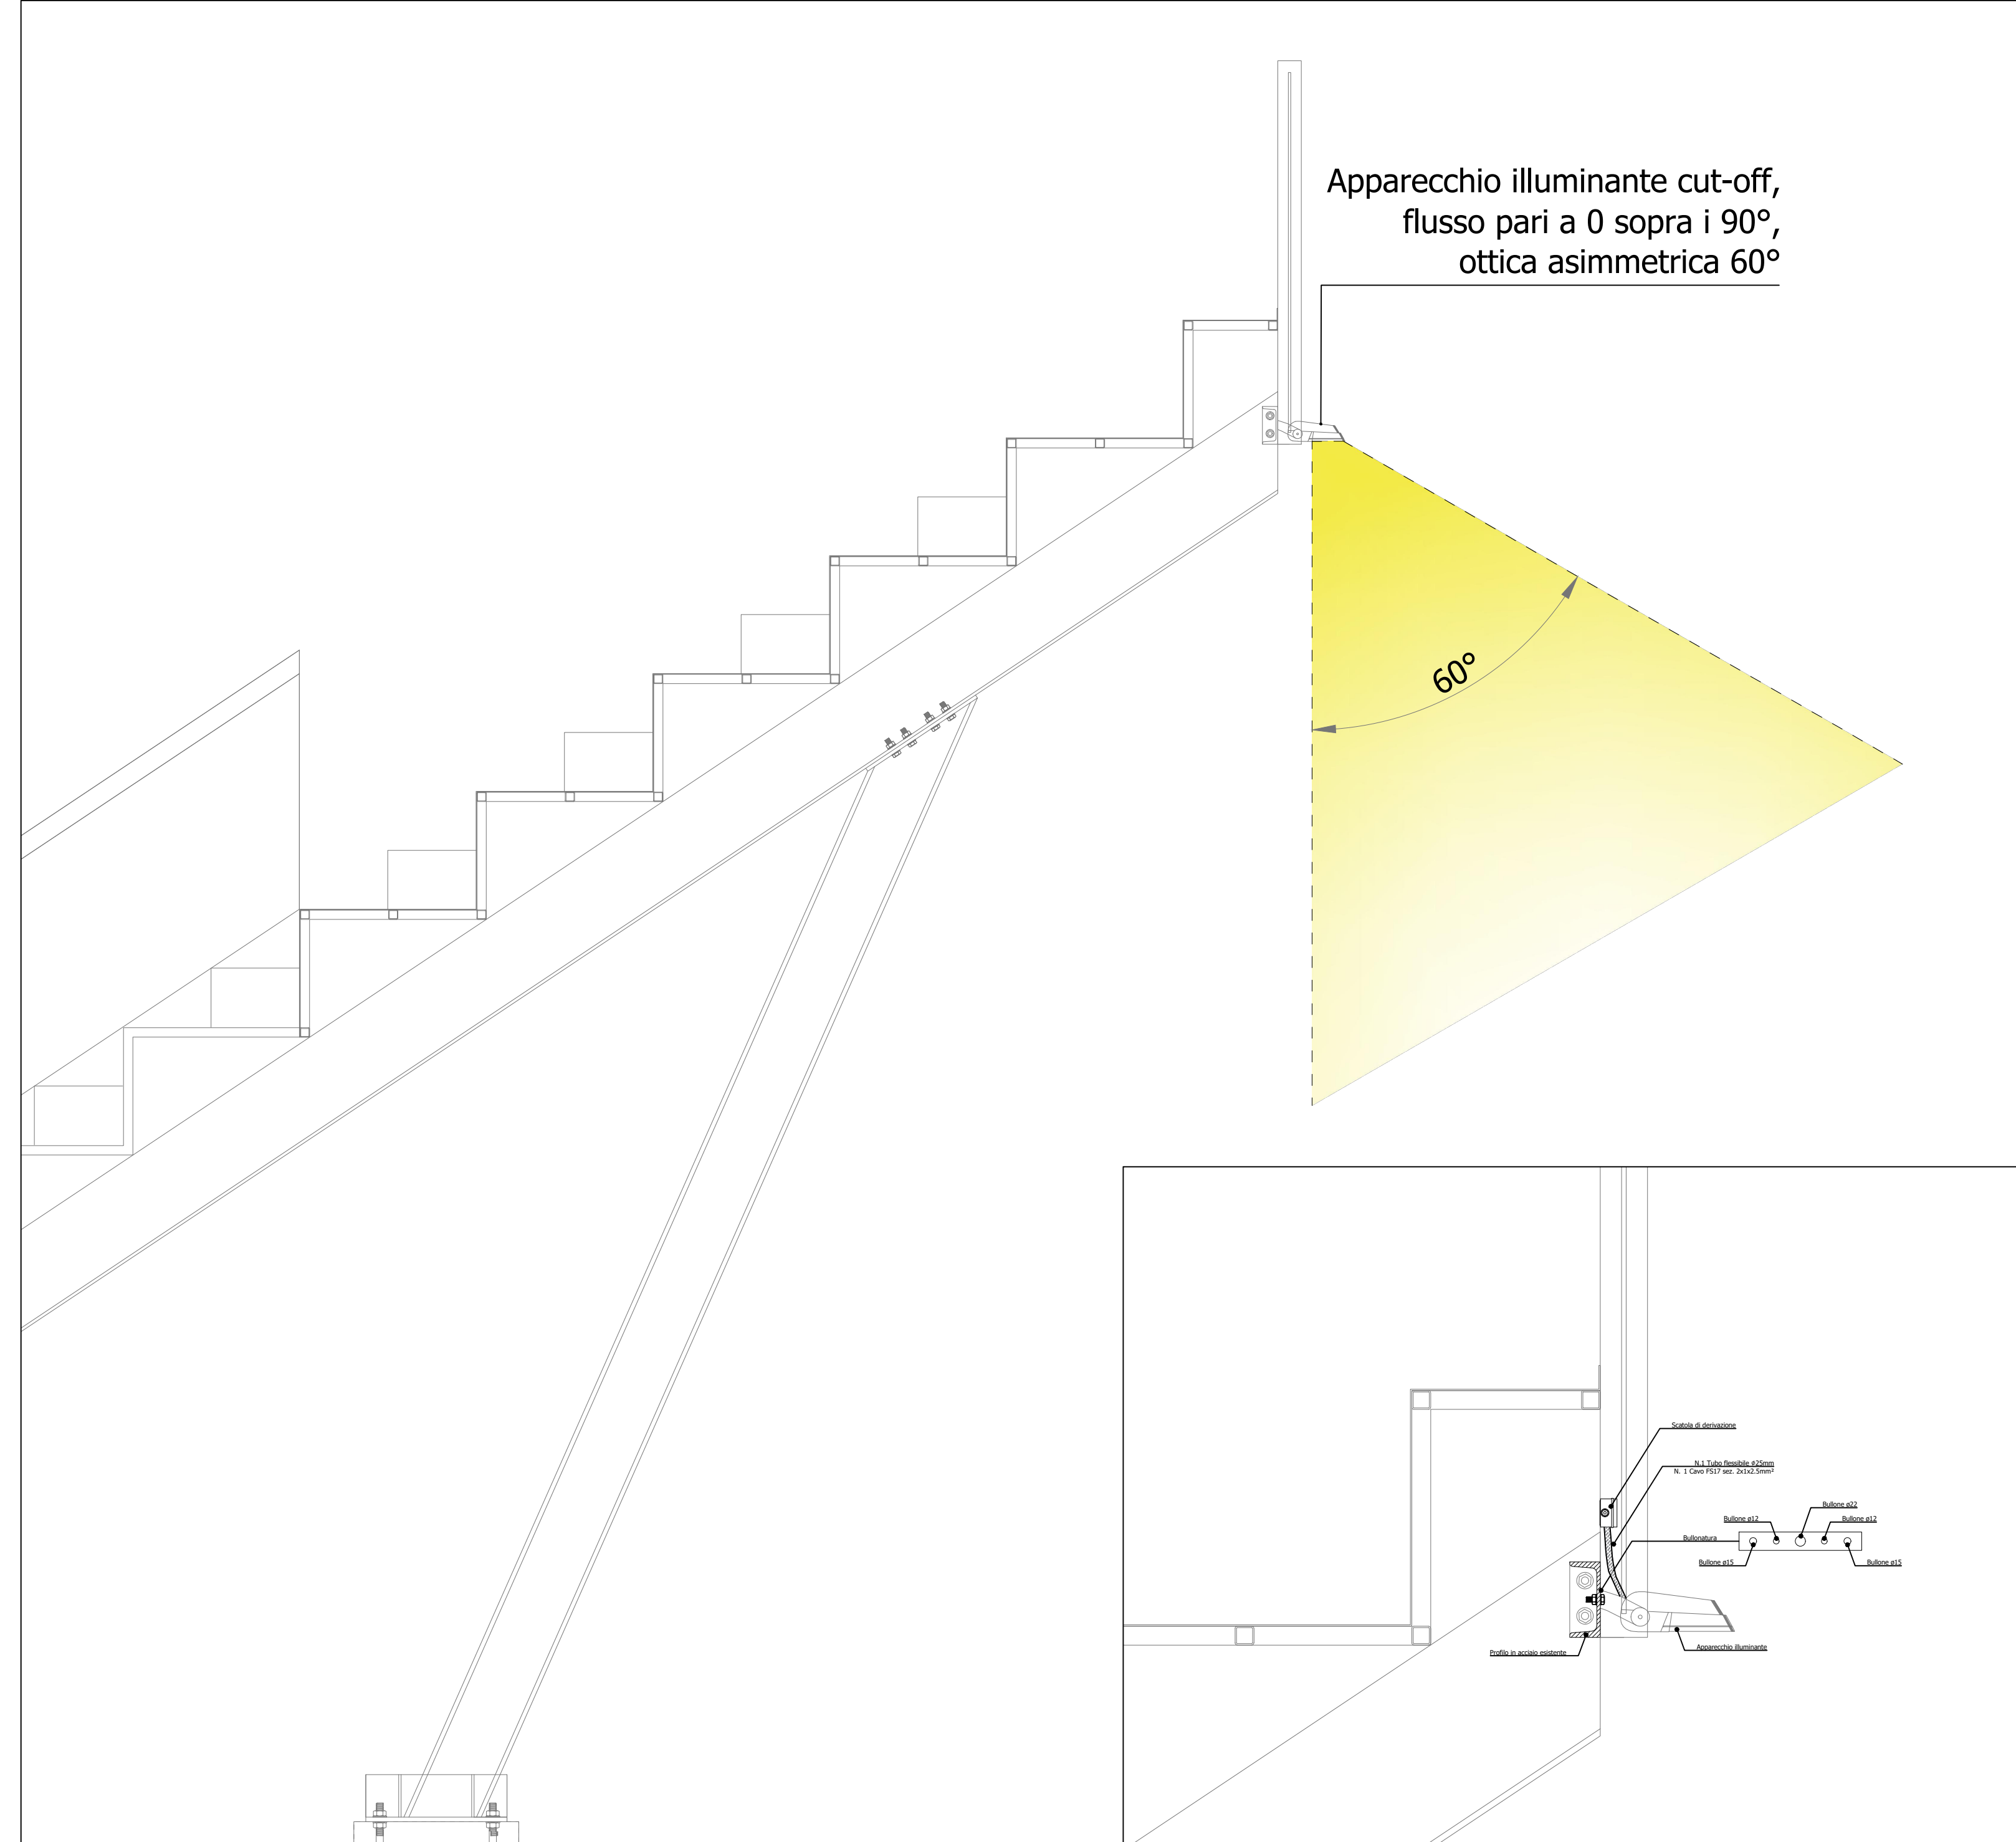 Apparecchio illuminante cut-off,
flusso pari a 0 sopra i 90°,
ottica asimmetrica 60°
60°
Scatola di derivazione
N.1 Tubo flessibile ø25mm
N. 1 Cavo FS17 sez. 2x1x2.5mm²
Bullone ø22
Bullone ø12
Bullone ø12
Bullonatura
Bullone ø15
Bullone ø15
Profilo in acciaio esistente
Apparecchio illuminante